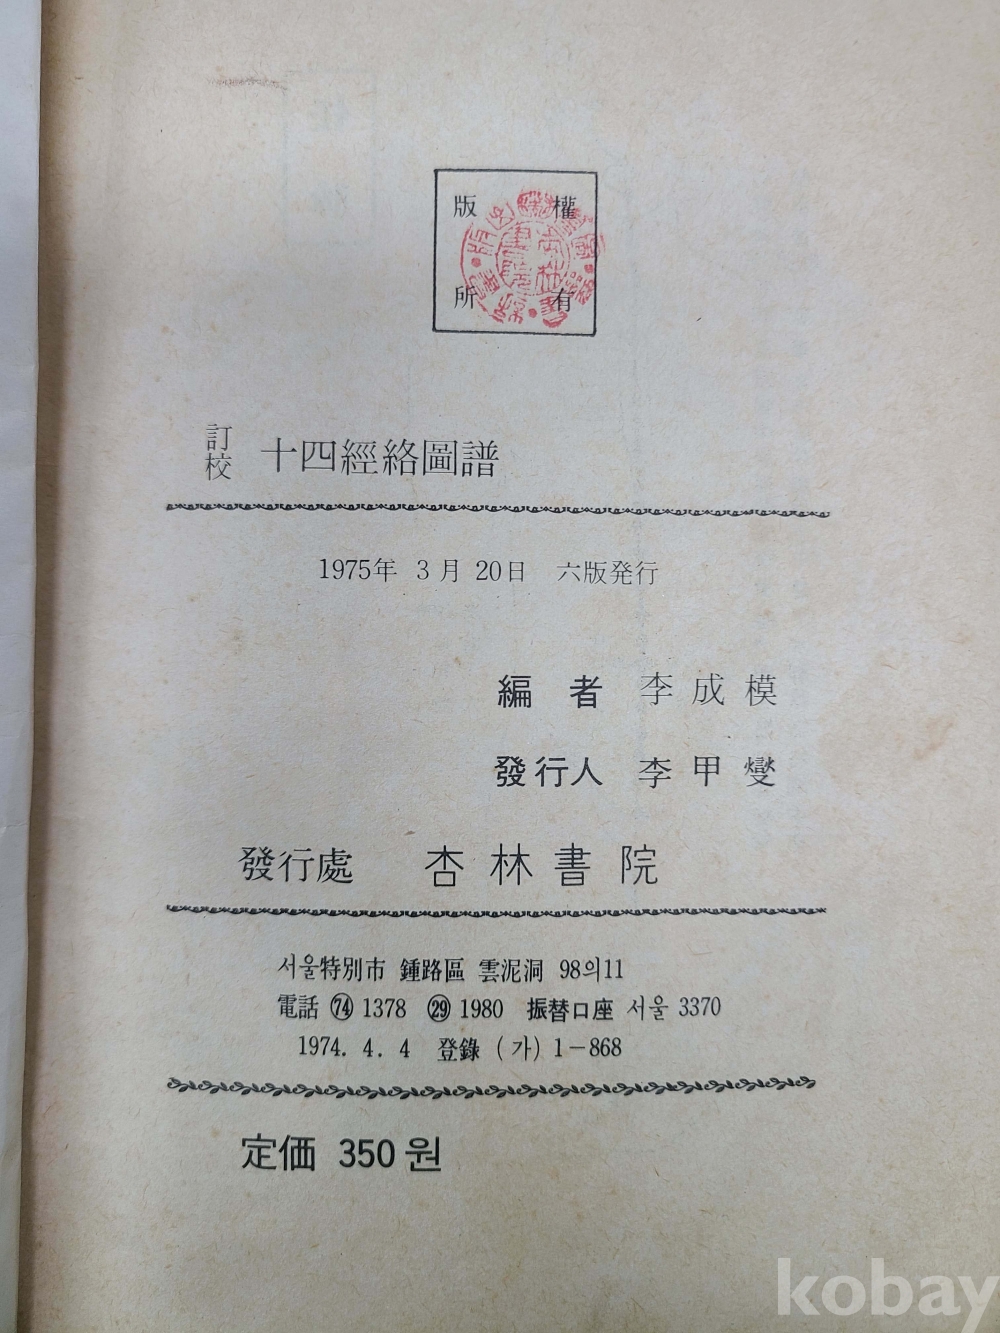 版權
所有
訂校 十四經絡圖譜
1975年 3月 20日 六版発行
編者 李成模
發行人 李甲燮
發行處 杏林書院
서울特別市 鍾路區 雲泥洞 98의11
電話 ㊼ 1378 ㉙ 1980 振替口座 서울 3370
1974. 4. 4 登錄 (가) 1-868
定価 350원
kobay